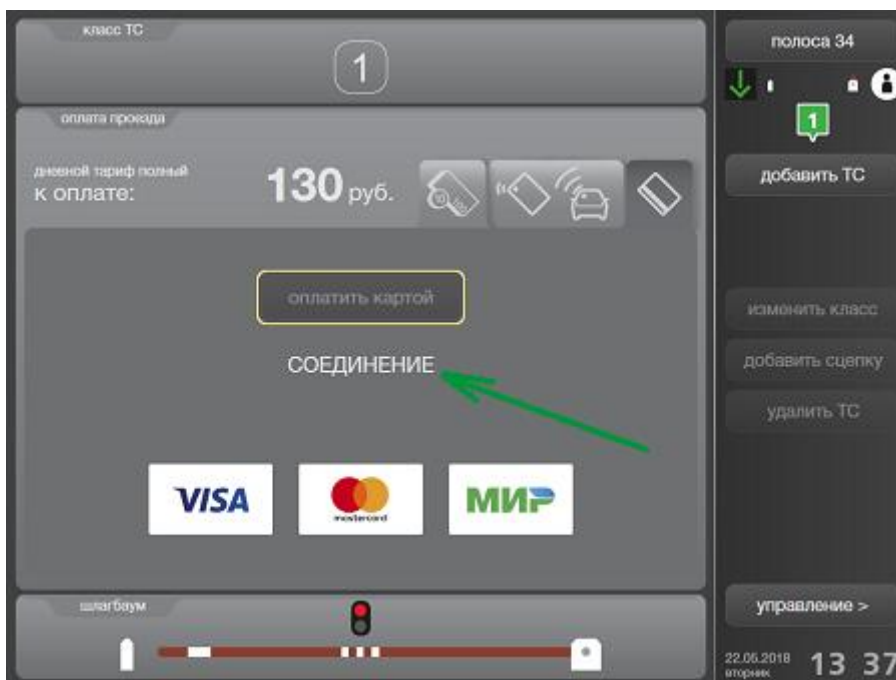 класс ТС
1
оплата проезда
дневной тариф полный
к оплате:
130 руб.
оплатить картой
СОЕДИНЕНИЕ
VISA
mastercard
МИР
шлагбаум
полоса 34
1
добавить ТС
изменить класс
добавить сцепку
удалить ТС
управление >
22.05.2018
вторник
13 37